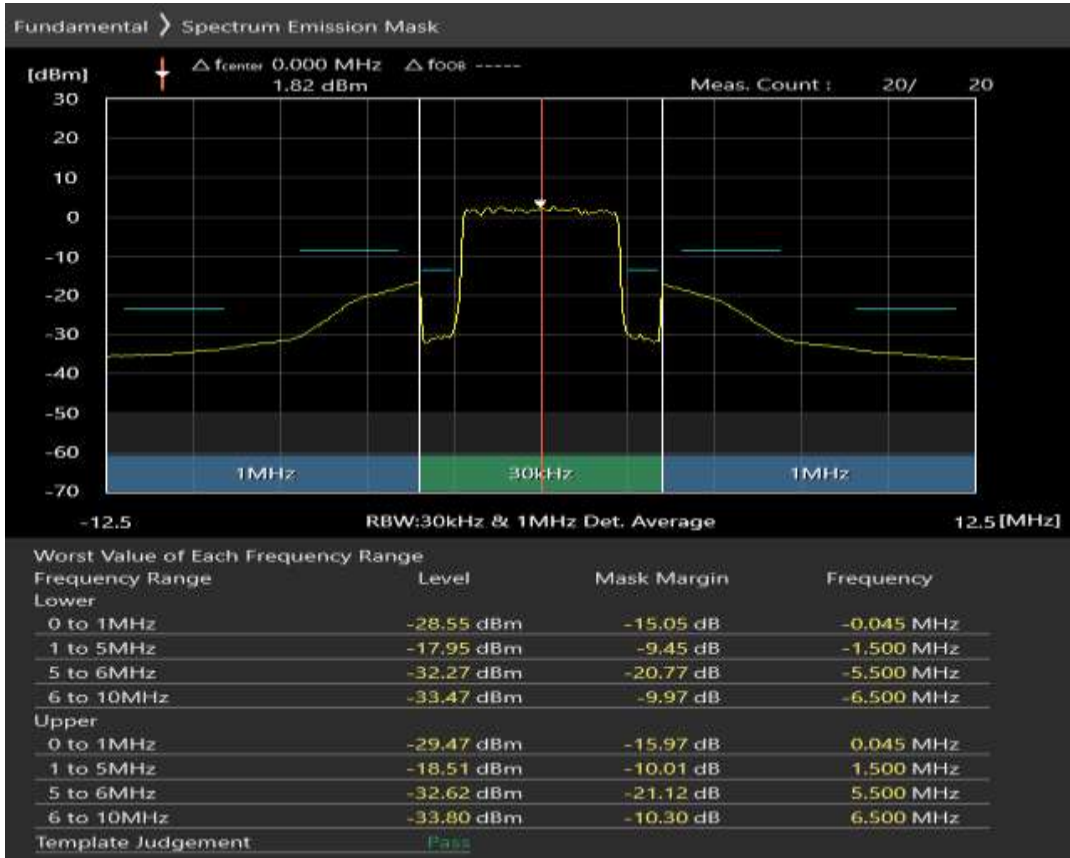 Fundamental ❯ Spectrum Emission Mask
△ fcenter 0.000 MHz △ fOOB -----
[dBm] 1.82 dBm Meas. Count : 20/ 20
30
20
10
0
-10
-20
-30
-40
-50
-60
1MHz 30kHz 1MHz
-70
-12.5 RBW:30kHz & 1MHz Det. Average 12.5 [MHz]
Worst Value of Each Frequency Range
Frequency Range Level Mask Margin Frequency
Lower
0 to 1MHz -28.55 dBm -15.05 dB -0.045 MHz
1 to 5MHz -17.95 dBm -9.45 dB -1.500 MHz
5 to 6MHz -32.27 dBm -20.77 dB -5.500 MHz
6 to 10MHz -33.47 dBm -9.97 dB -6.500 MHz
Upper
0 to 1MHz -29.47 dBm -15.97 dB 0.045 MHz
1 to 5MHz -18.51 dBm -10.01 dB 1.500 MHz
5 to 6MHz -32.62 dBm -21.12 dB 5.500 MHz
6 to 10MHz -33.80 dBm -10.30 dB 6.500 MHz
Template Judgement Pass